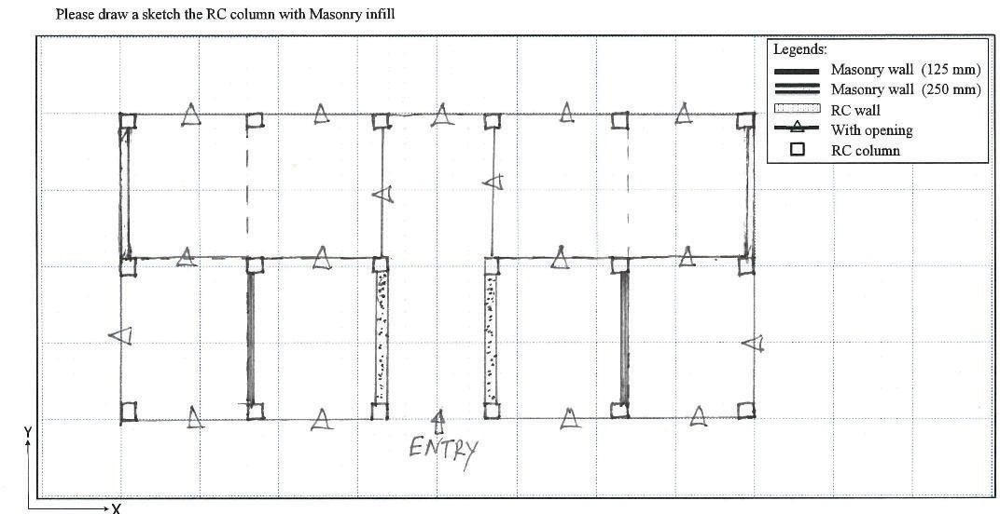 Please draw a sketch the RC column with Masonry infill
Legends:
Masonry wall (125 mm)
Masonry wall (250 mm)
RC wall
With opening
RC column
ENTRY
Y
X